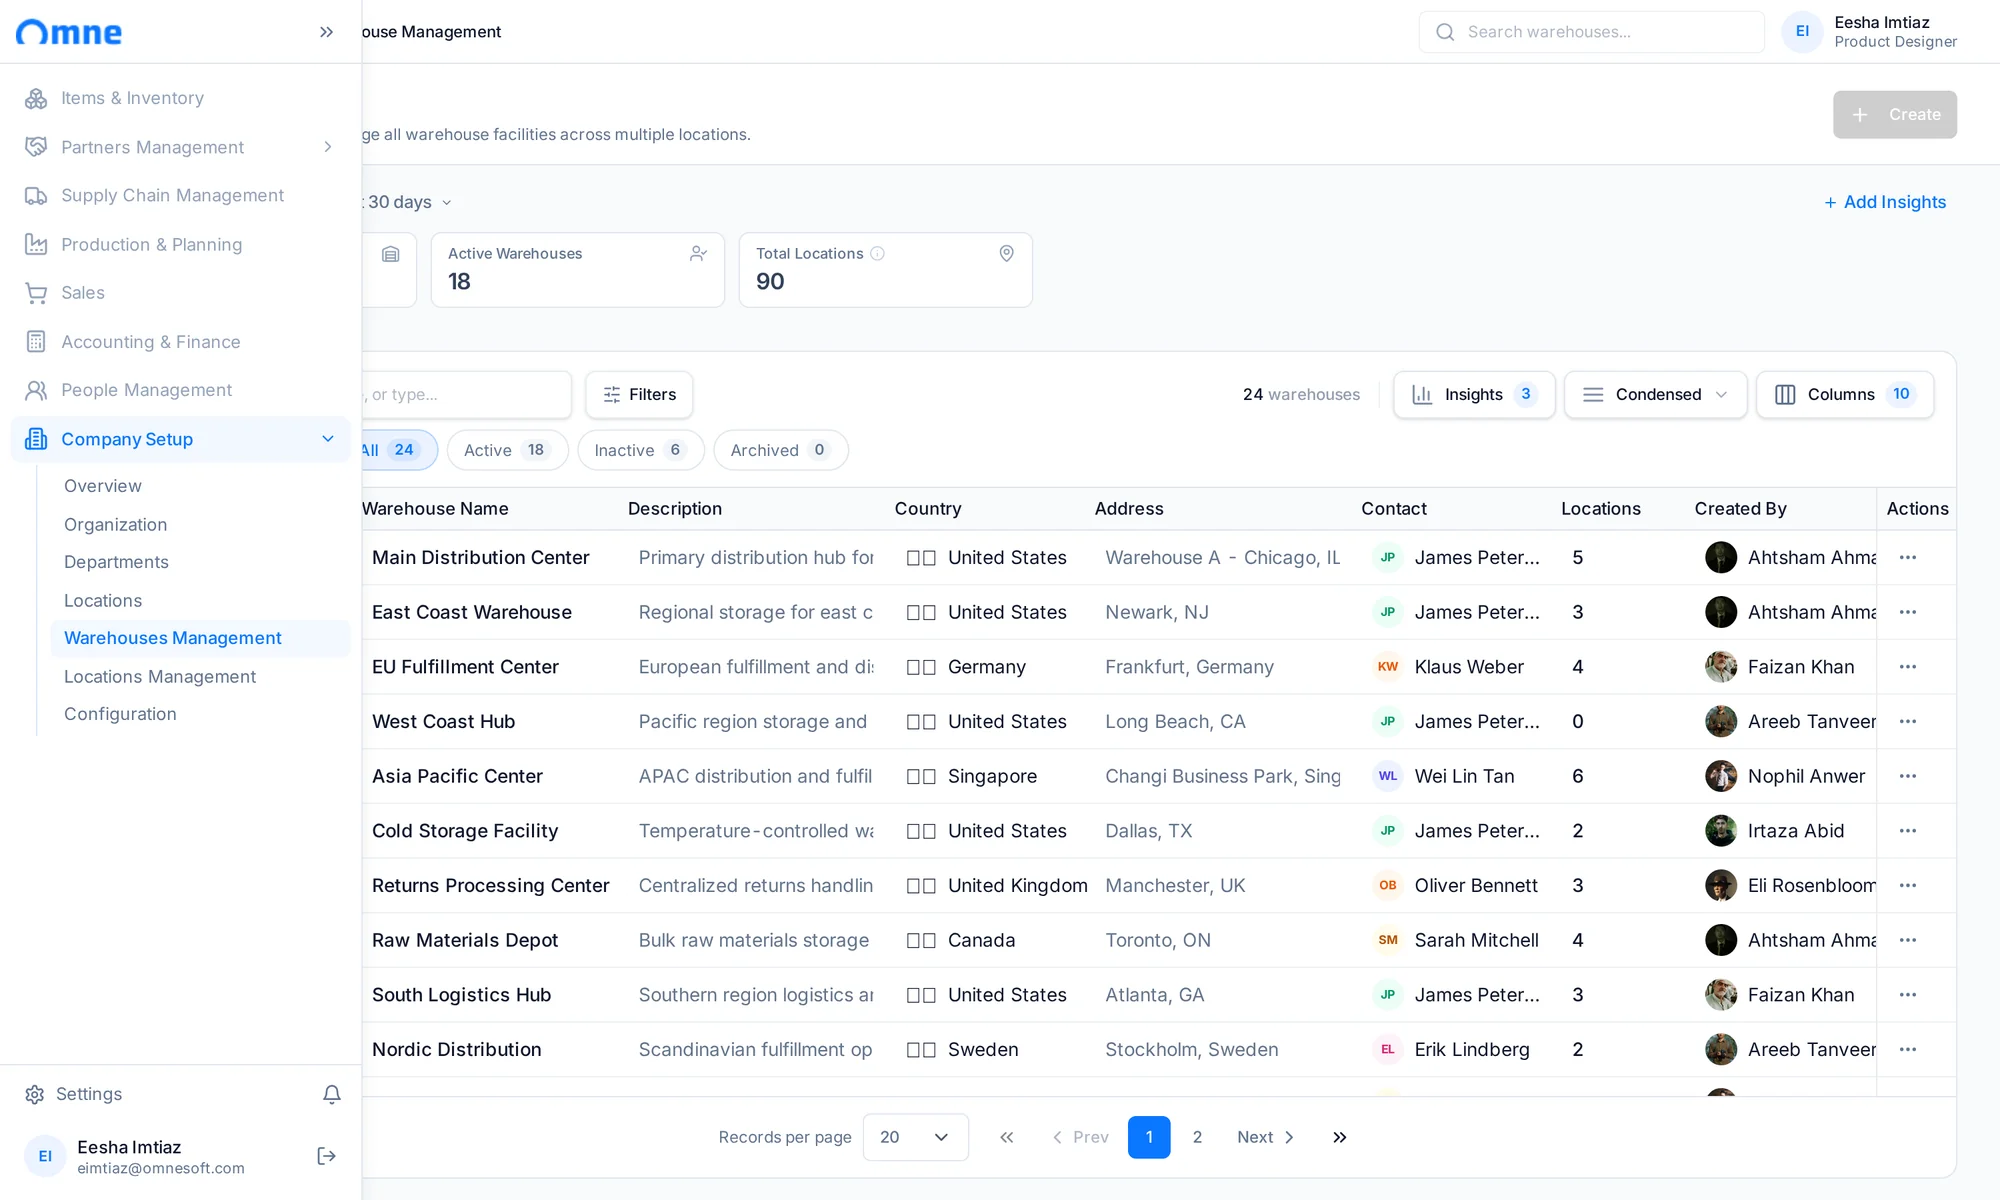 Omne
ouse Management
Search warehouses...
EI
Eesha Imtiaz
Product Designer
Items & Inventory
Partners Management
Supply Chain Management
Production & Planning
Sales
Accounting & Finance
People Management
Company Setup
Overview
Organization
Departments
Locations
Warehouses Management
Locations Management
Configuration
Settings
EI
Eesha Imtiaz
eimtiaz@omnesoft.com
ge all warehouse facilities across multiple locations.
+ Create
t 30 days
+ Add Insights
Active Warehouses
18
Total Locations
90
, or type...
Filters
24 warehouses
Insights 3
Condensed
Columns 10
All 24
Active 18
Inactive 6
Archived 0
Warehouse Name Description Country Address Contact Locations Created By Actions
Main Distribution Center Primary distribution hub for United States Warehouse A - Chicago, IL JP James Peter... 5 Ahtsham Ahma
East Coast Warehouse Regional storage for east c United States Newark, NJ JP James Peter... 3 Ahtsham Ahma
EU Fulfillment Center European fulfillment and dis Germany Frankfurt, Germany KW Klaus Weber 4 Faizan Khan
West Coast Hub Pacific region storage and United States Long Beach, CA JP James Peter... 0 Areeb Tanveer
Asia Pacific Center APAC distribution and fulfil Singapore Changi Business Park, Sing WL Wei Lin Tan 6 Nophil Anwer
Cold Storage Facility Temperature-controlled wa United States Dallas, TX JP James Peter... 2 Irtaza Abid
Returns Processing Center Centralized returns handlin United Kingdom Manchester, UK OB Oliver Bennett 3 Eli Rosenbloom
Raw Materials Depot Bulk raw materials storage Canada Toronto, ON SM Sarah Mitchell 4 Ahtsham Ahma
South Logistics Hub Southern region logistics ar United States Atlanta, GA JP James Peter... 3 Faizan Khan
Nordic Distribution Scandinavian fulfillment op Sweden Stockholm, Sweden EL Erik Lindberg 2 Areeb Tanveer
Records per page 20 Prev 1 2 Next